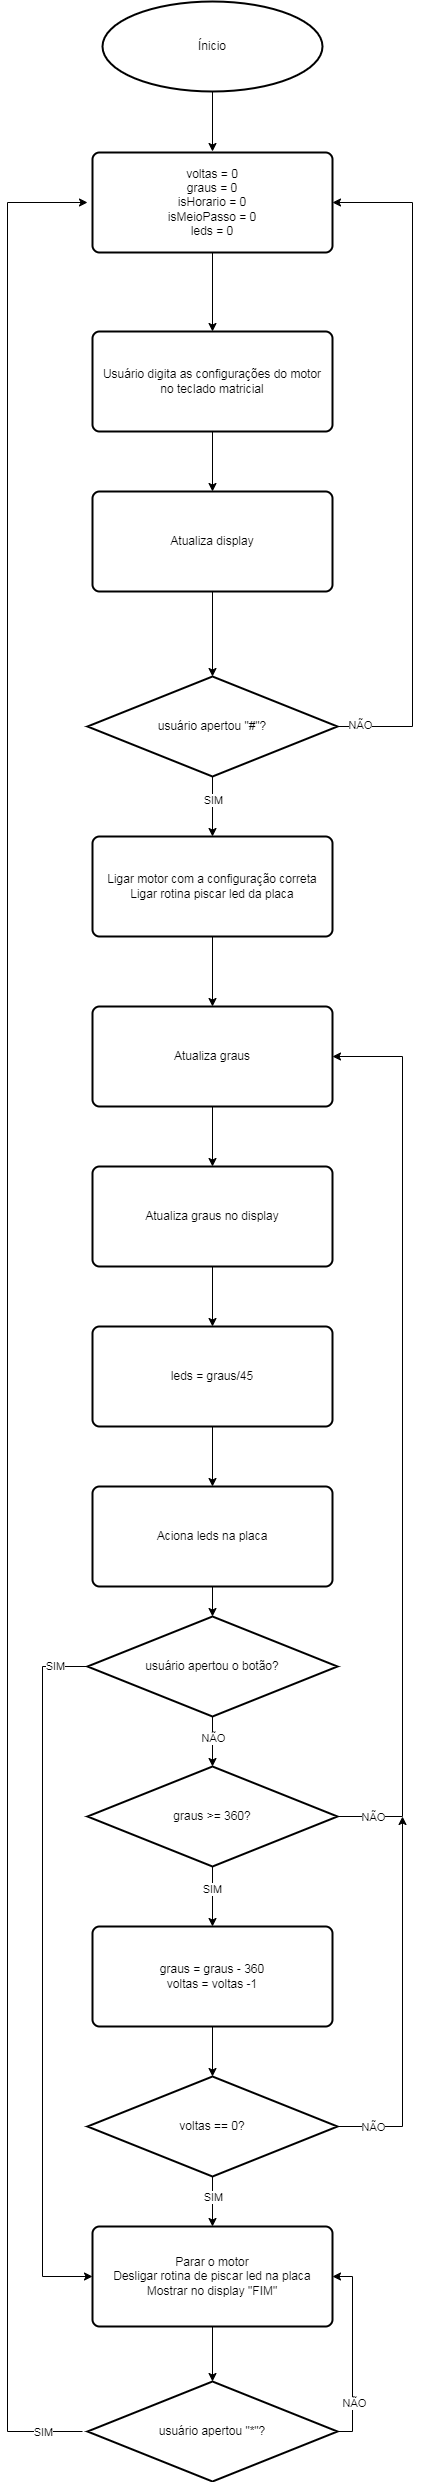 Ínicio
voltas = 0
graus = 0
isHorario = 0
isMeioPasso = 0
leds = 0
Usuário digita as configurações do motor
no teclado matricial
Atualiza display
usuário apertou "#"?
NÃO
SIM
Ligar motor com a configuração correta
Ligar rotina piscar led da placa
Atualiza graus
Atualiza graus no display
leds = graus/45
Aciona leds na placa
usuário apertou o botão?
SIM
NÃO
graus >= 360?
NÃO
SIM
graus = graus - 360
voltas = voltas -1
voltas == 0?
NÃO
SIM
Parar o motor
Desligar rotina de piscar led na placa
Mostrar no display "FIM"
NÃO
usuário apertou "*"?
SIM